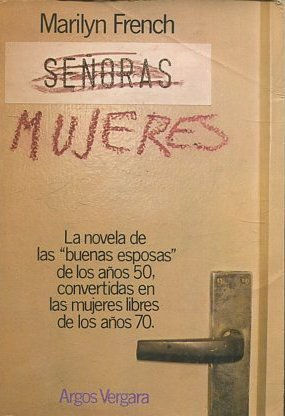 Marilyn French
SEÑORAS
MUJERES
La novela de
las "buenas esposas"
de los años 50,
convertidas en
las mujeres libres
de los años 70.
Argos Vergara